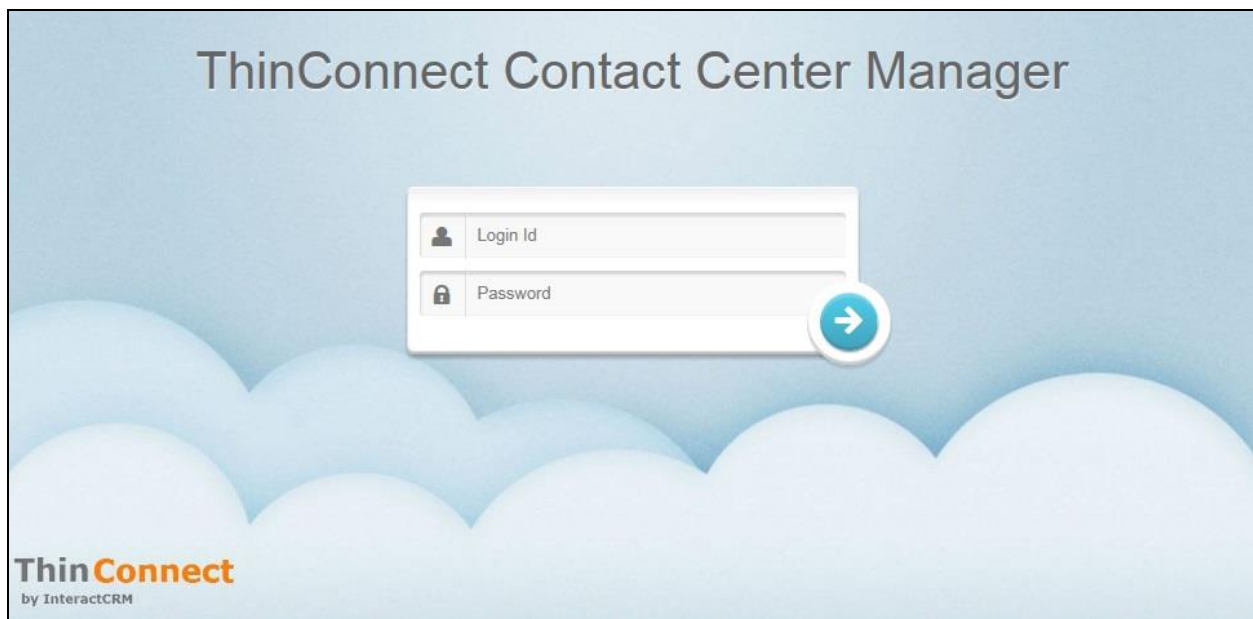 ThinConnect Contact Center Manager
Login Id
Password
ThinConnect
by InteractCRM